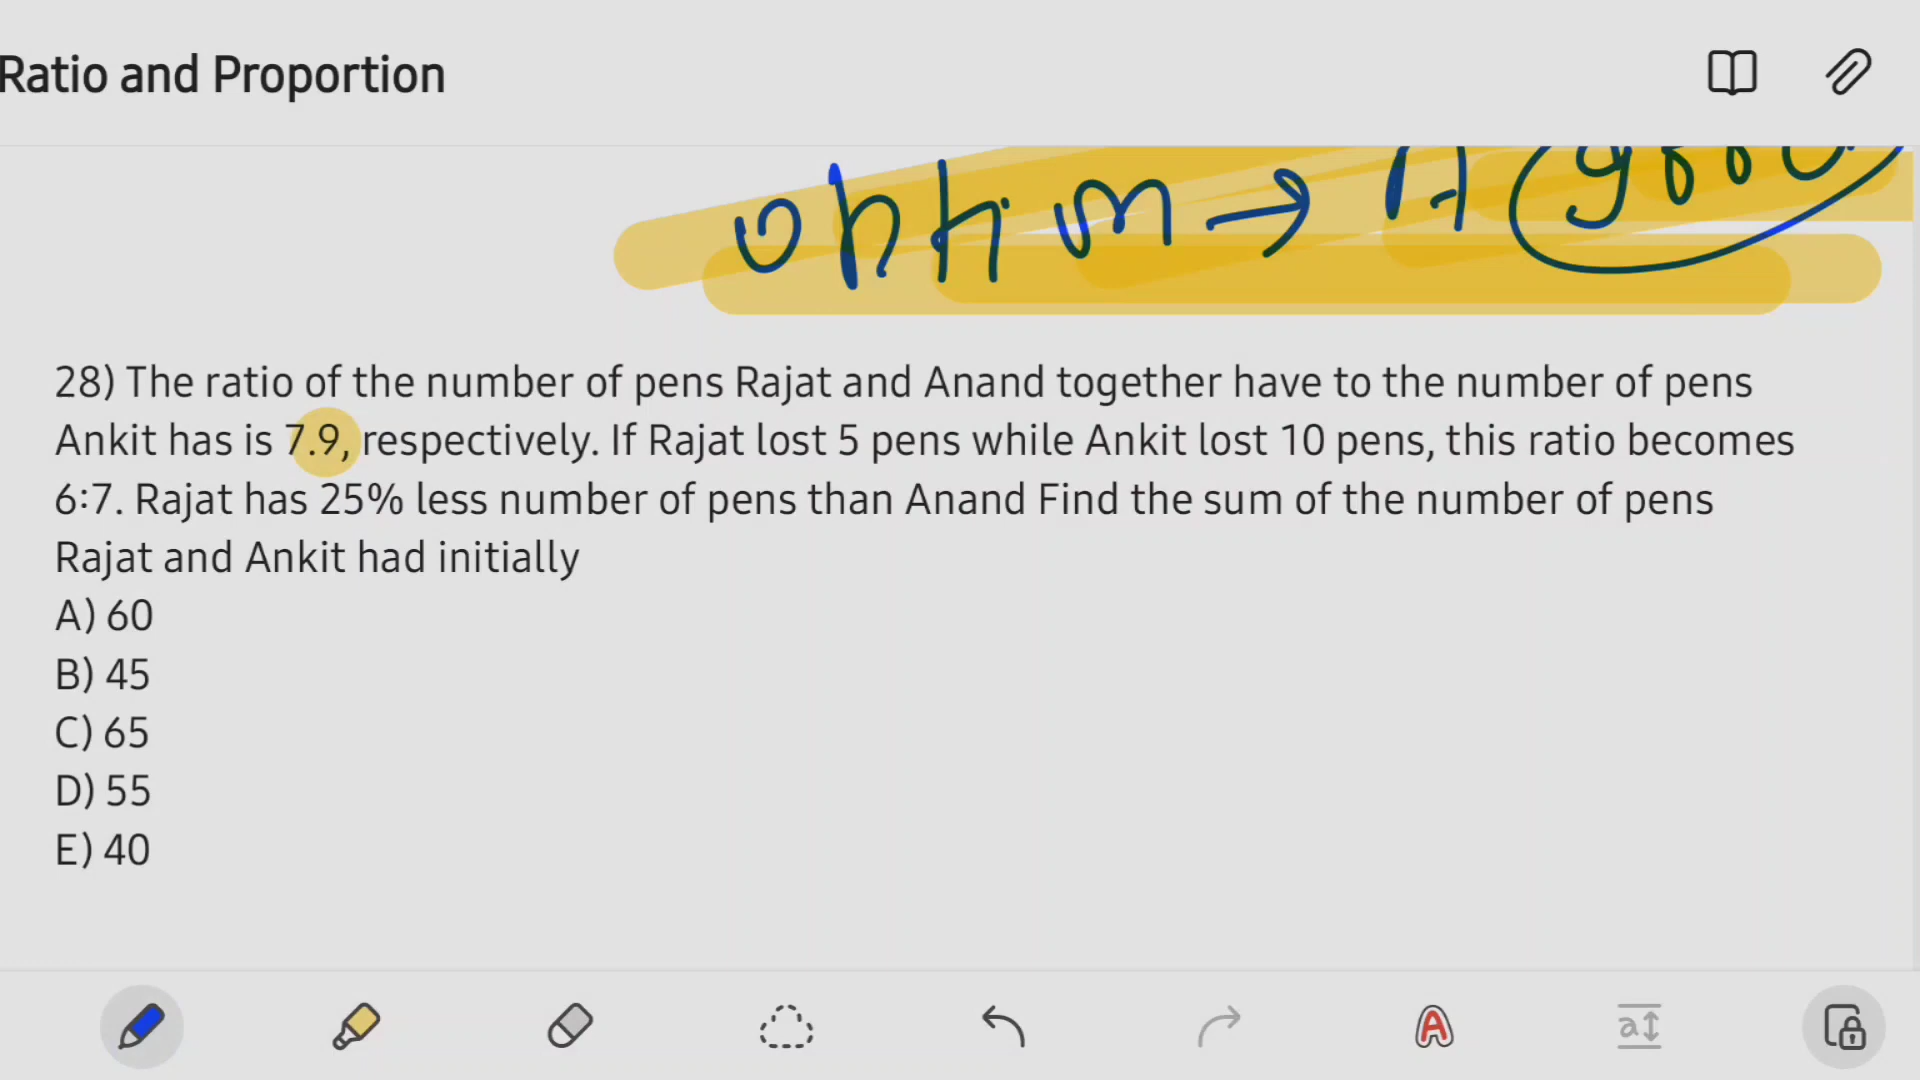 Ratio and Proportion
28) The ratio of the number of pens Rajat and Anand together have to the number of pens
Ankit has is 7.9, respectively. If Rajat lost 5 pens while Ankit lost 10 pens, this ratio becomes
6:7. Rajat has 25% less number of pens than Anand Find the sum of the number of pens
Rajat and Ankit had initially
A) 60
B) 45
C) 65
D) 55
E) 40